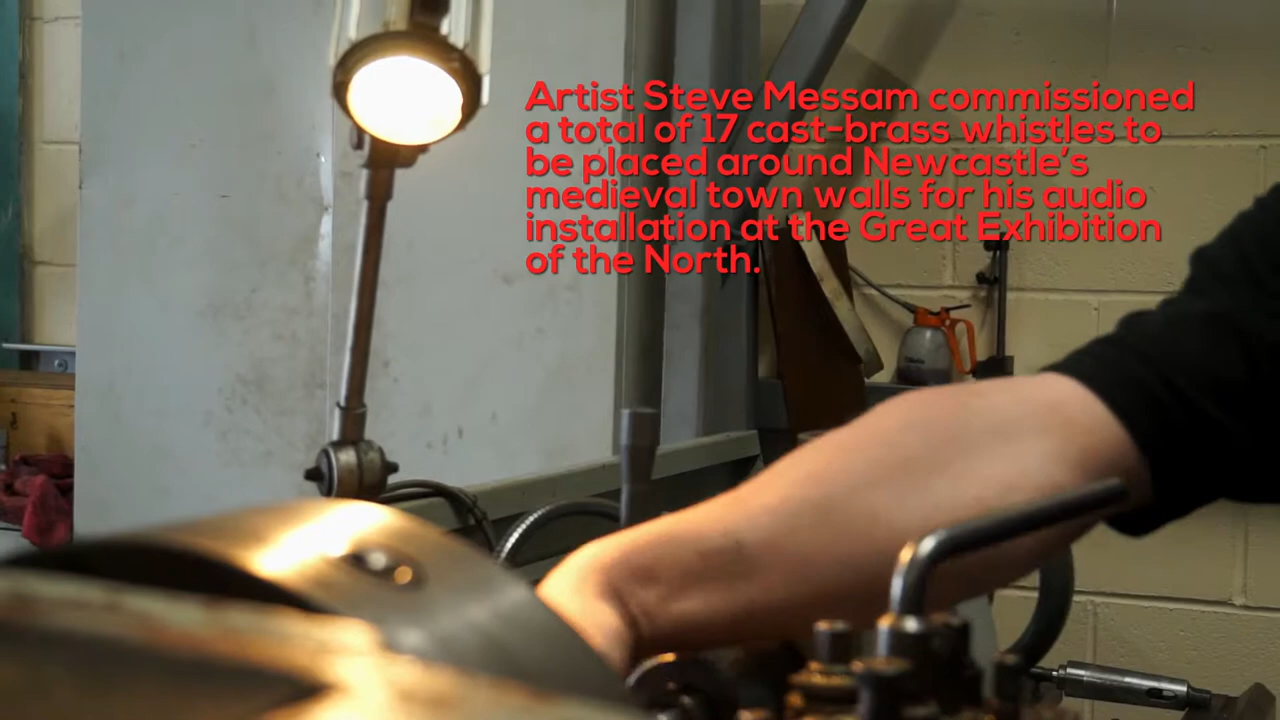 Artist Steve Messam commissioned
a total of 17 cast-brass whistles to
be placed around Newcastle's
medieval town walls for his audio
installation at the Great Exhibition
of the North.